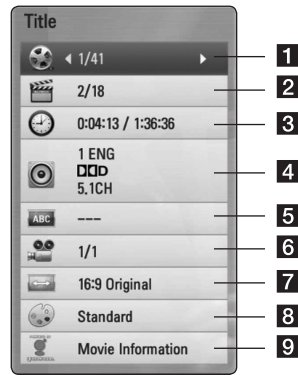 Title
1/41 1
2/18 2
0:04:13 / 1:36:36 3
1 ENG
DD D
5.1CH 4
ABC --- 5
1/1 6
16:9 Original 7
Standard 8
Movie Information 9